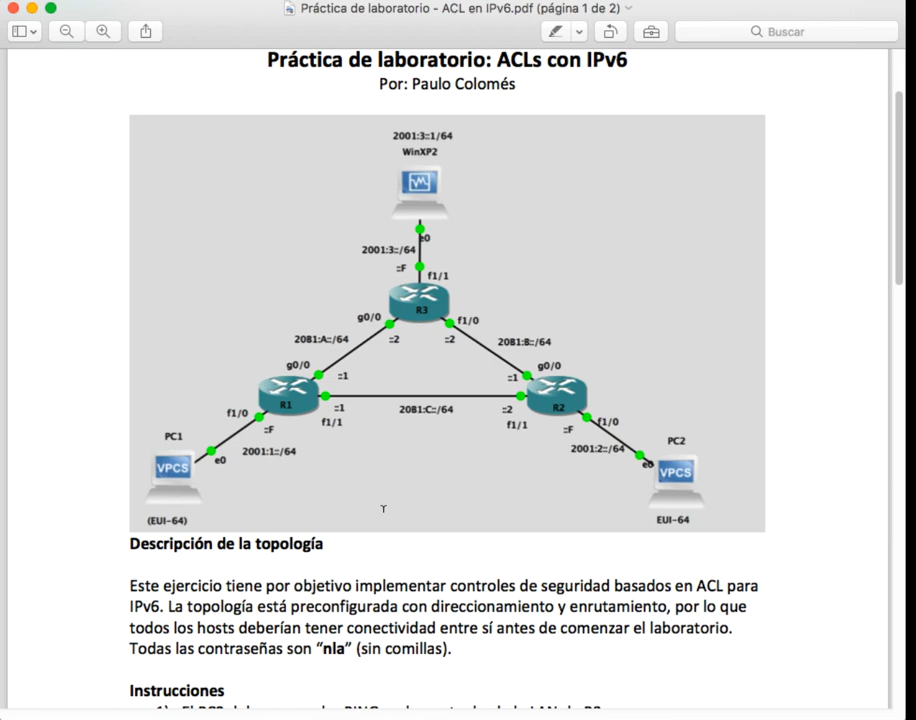 Práctica de laboratorio - ACL en IPv6.pdf (página 1 de 2)
Buscar
Práctica de laboratorio: ACLs con IPv6
Por: Paulo Colomés
2001:3::1/64
WinXP2
e0
2001:3::/64
::F
f1/1
R3
g0/0
f1/0
2081:A::/64
::2
::2
2081:B::/64
g0/0
g0/0
::1
::1
R1
R2
::1
2081:C::/64
::2
f1/0
f1/1
f1/1
f1/0
::F
::F
PC1
PC2
e0
2001:1::/64
2001:2::/64
e0
VPCS
VPCS
(EUI-64)
EUI-64
Descripción de la topología
Este ejercicio tiene por objetivo implementar controles de seguridad basados en ACL para
IPv6. La topología está preconfigurada con direccionamiento y enrutamiento, por lo que
todos los hosts deberían tener conectividad entre sí antes de comenzar el laboratorio.
Todas las contraseñas son “nla” (sin comillas).
Instrucciones